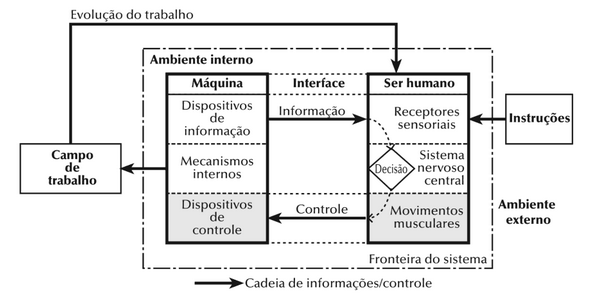 Evolução do trabalho
Ambiente interno
Máquina
Interface
Ser humano
Dispositivos
de
informação
Informação
Receptores
sensoriais
Instruções
Campo
de
trabalho
Mecanismos
internos
Decisão
Sistema
nervoso
central
Dispositivos
de
controle
Controle
Movimentos
musculares
Ambiente
externo
Fronteira do sistema
Cadeia de informações/controle